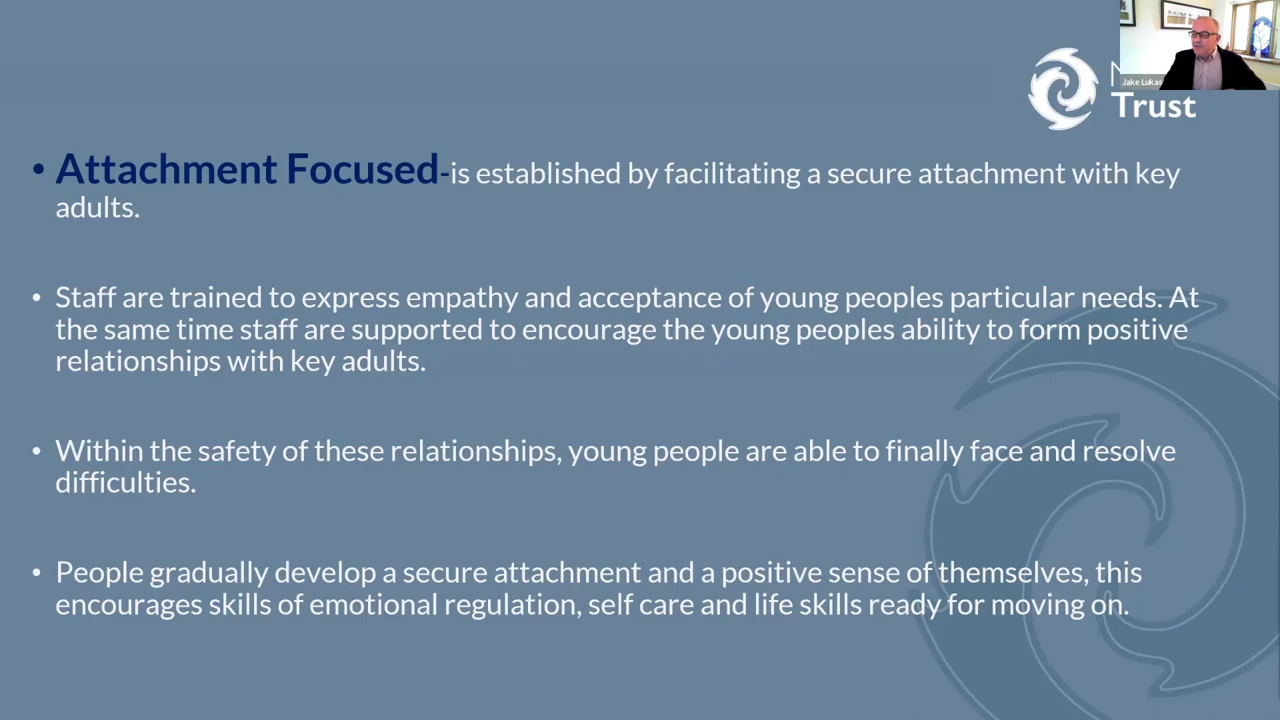 Jake Lukas
Trust
• Attachment Focused-is established by facilitating a secure attachment with key
adults.
• Staff are trained to express empathy and acceptance of young peoples particular needs. At
the same time staff are supported to encourage the young peoples ability to form positive
relationships with key adults.
• Within the safety of these relationships, young people are able to finally face and resolve
difficulties.
• People gradually develop a secure attachment and a positive sense of themselves, this
encourages skills of emotional regulation, self care and life skills ready for moving on.